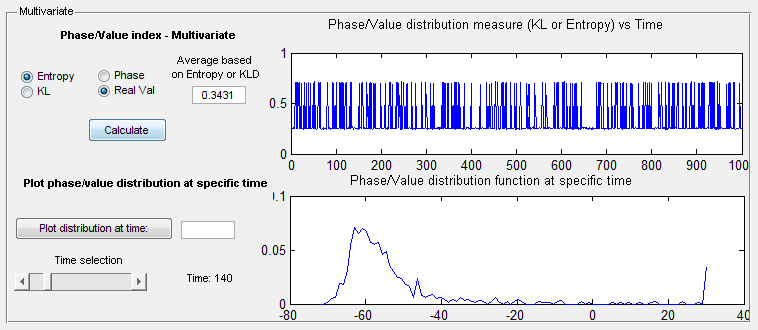 Multivariate
Phase/Value index - Multivariate
Entropy
KL
Phase
Real Val
Average based
on Entropy or KLD
0.3431
Calculate
Phase/Value distribution measure (KL or Entropy) vs Time
1
0.5
0
0 100 200 300 400 500 600 700 800 900 1000
Plot phase/value distribution at specific time
Plot distribution at time:
Time selection
Time: 140
Phase/Value distribution function at specific time
0.1
0.05
0
-80 -60 -40 -20 0 20 40